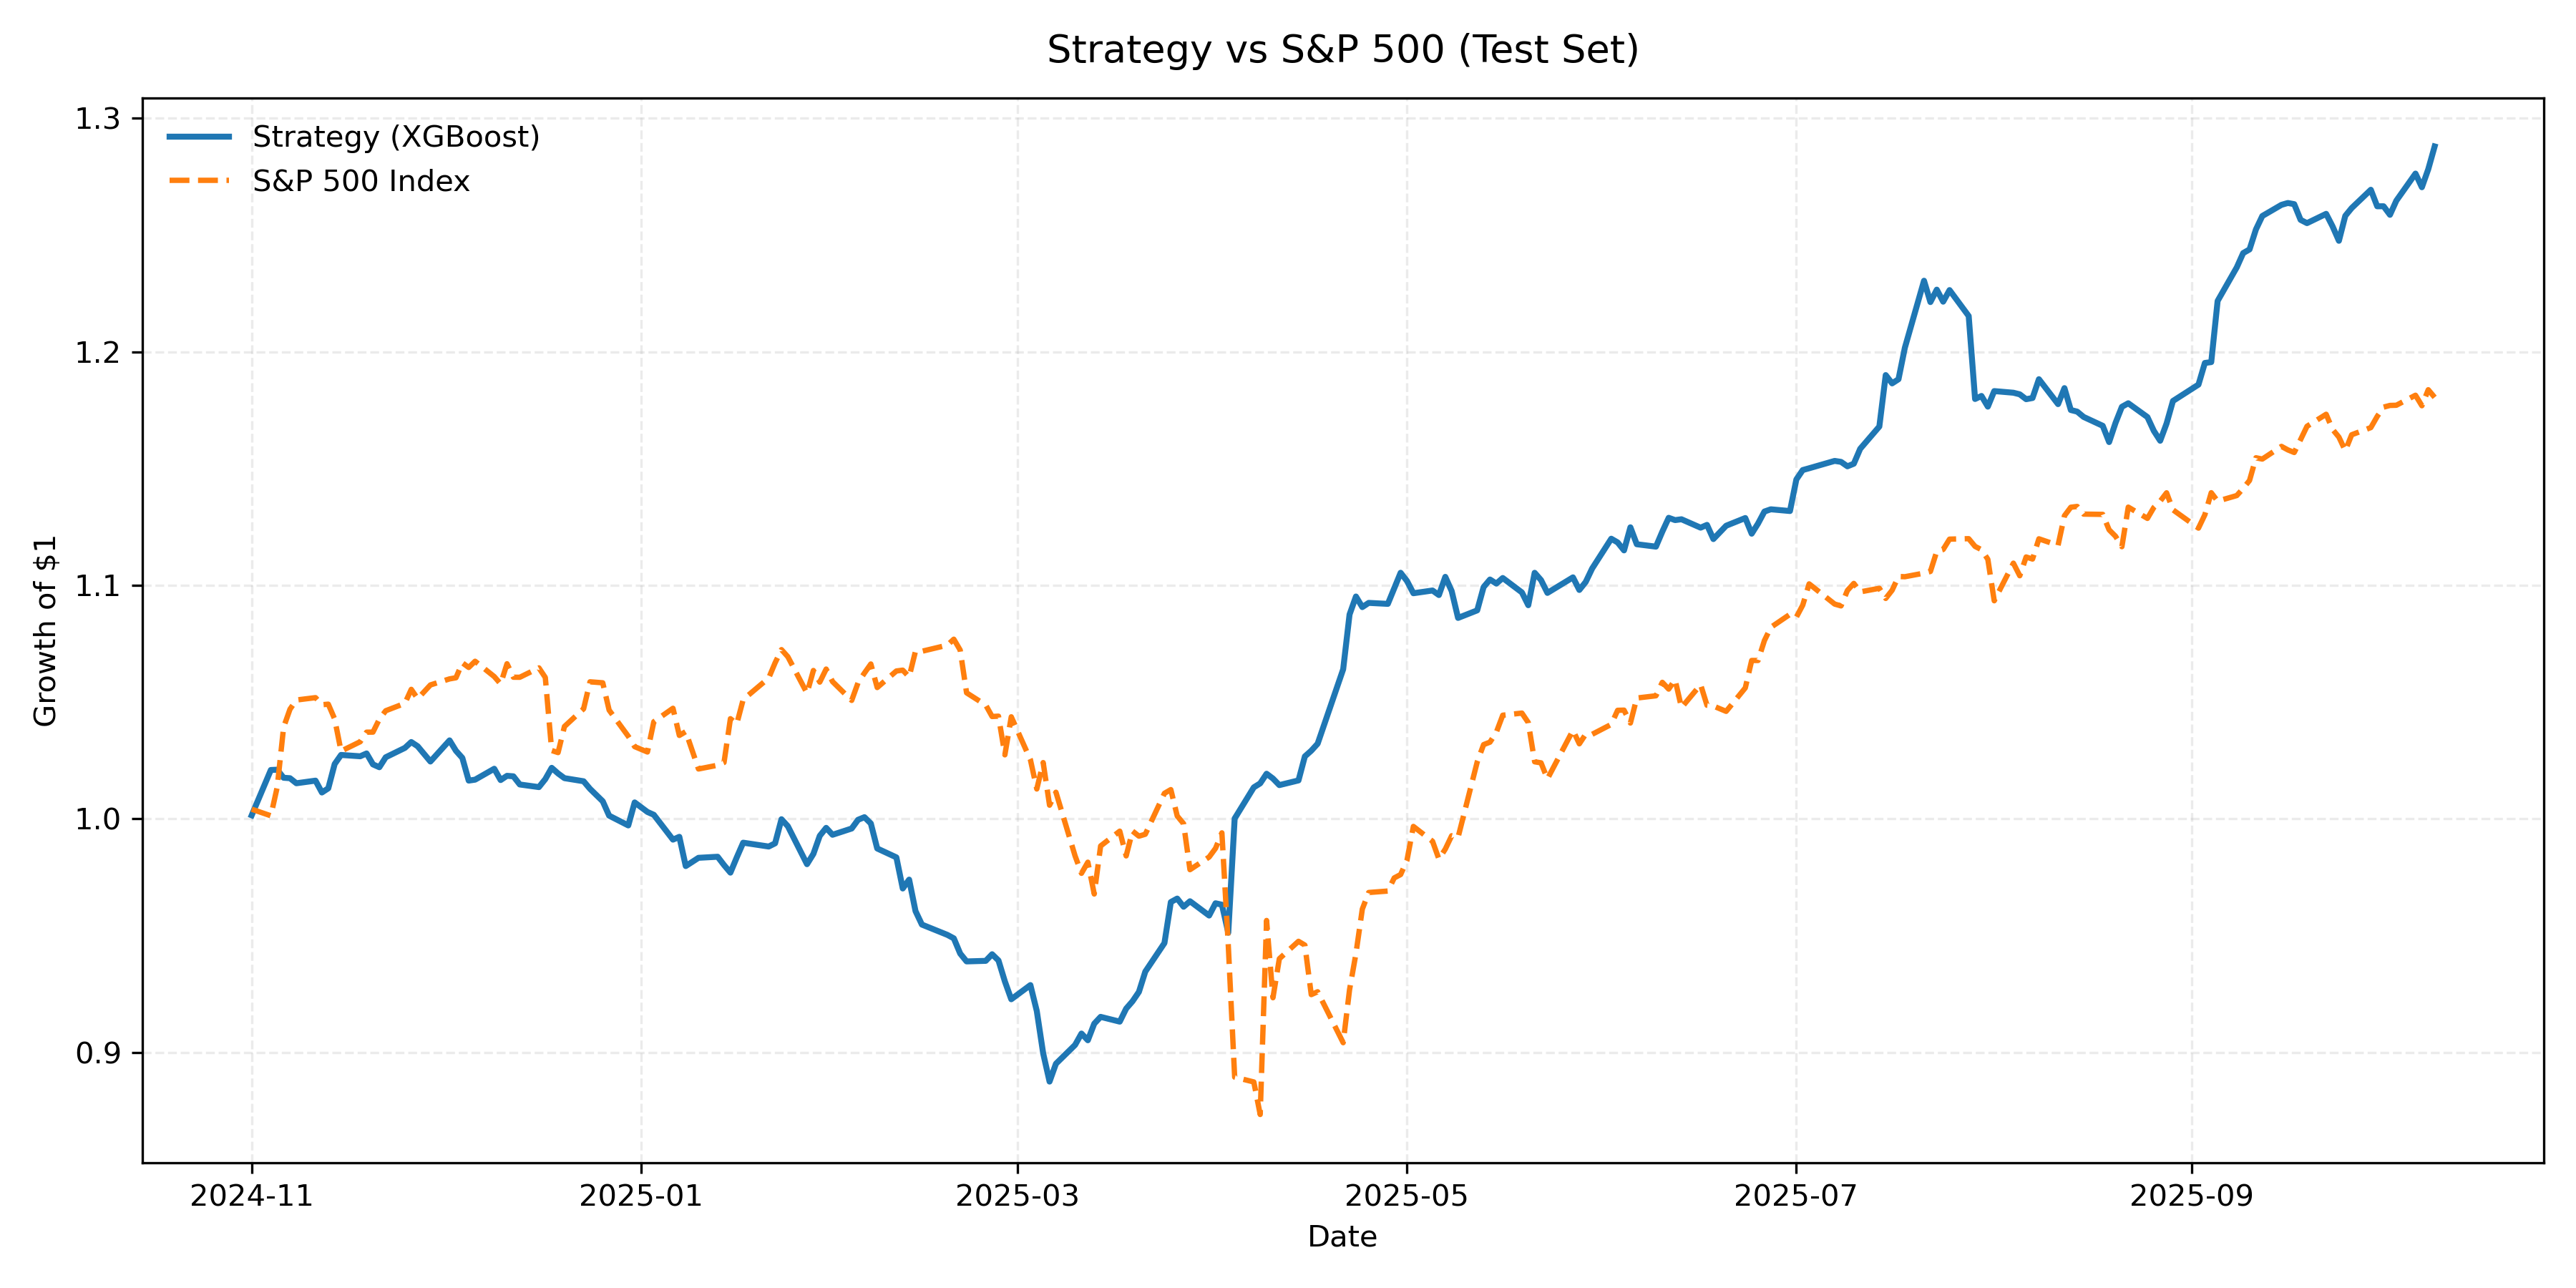 Strategy vs S&P 500 (Test Set)
Strategy (XGBoost)
S&P 500 Index
Growth of $1
1.3
1.2
1.1
1.0
0.9
2024-11
2025-01
2025-03
2025-05
2025-07
2025-09
Date